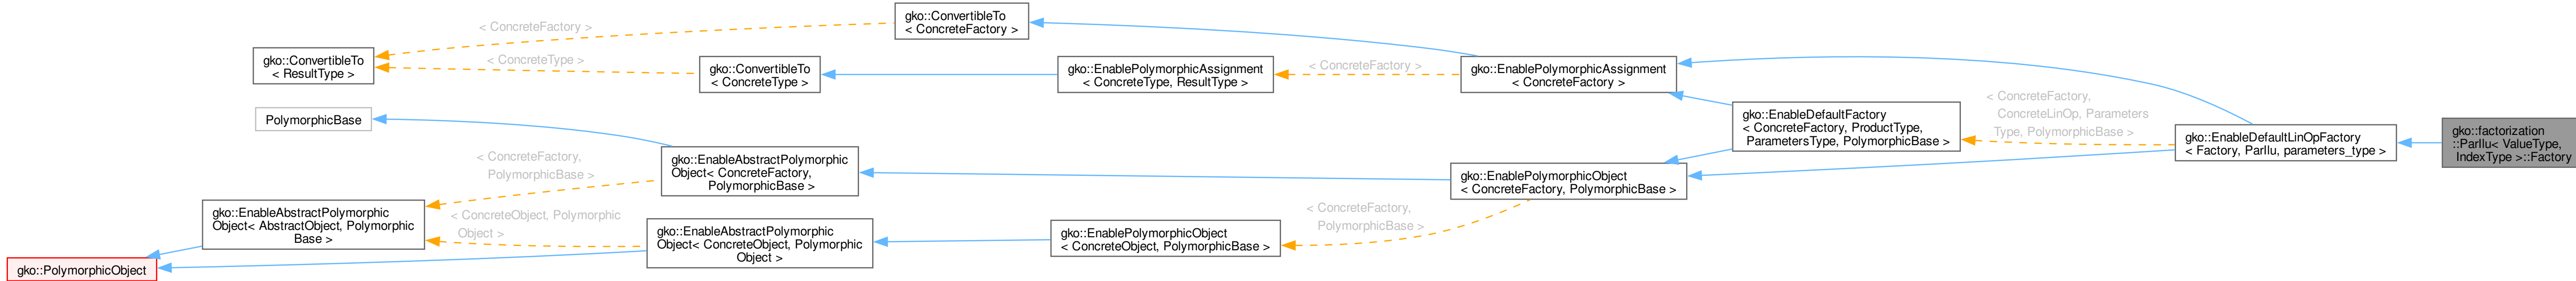 gko::ConvertibleTo
< ConcreteFactory >
< ConcreteFactory >
gko::ConvertibleTo
< ResultType >
< ConcreteType >
gko::ConvertibleTo
< ConcreteType >
gko::EnablePolymorphicAssignment
< ConcreteType, ResultType >
< ConcreteFactory >
gko::EnablePolymorphicAssignment
< ConcreteFactory >
PolymorphicBase
gko::EnableDefaultFactory
< ConcreteFactory, ProductType,
ParametersType, PolymorphicBase >
< ConcreteFactory,
ConcreteLinOp, Parameters
Type, PolymorphicBase >
gko::EnableDefaultLinOpFactory
< Factory, ParIlu, parameters_type >
gko::factorization
::ParIlu< ValueType,
IndexType >::Factory
< ConcreteFactory,
PolymorphicBase >
gko::EnableAbstractPolymorphic
Object< ConcreteFactory,
PolymorphicBase >
gko::EnablePolymorphicObject
< ConcreteFactory, PolymorphicBase >
gko::EnableAbstractPolymorphic
Object< AbstractObject, Polymorphic
Base >
< ConcreteObject, Polymorphic
Object >
gko::EnableAbstractPolymorphic
Object< ConcreteObject, Polymorphic
Object >
gko::EnablePolymorphicObject
< ConcreteObject, PolymorphicBase >
< ConcreteFactory,
PolymorphicBase >
gko::PolymorphicObject